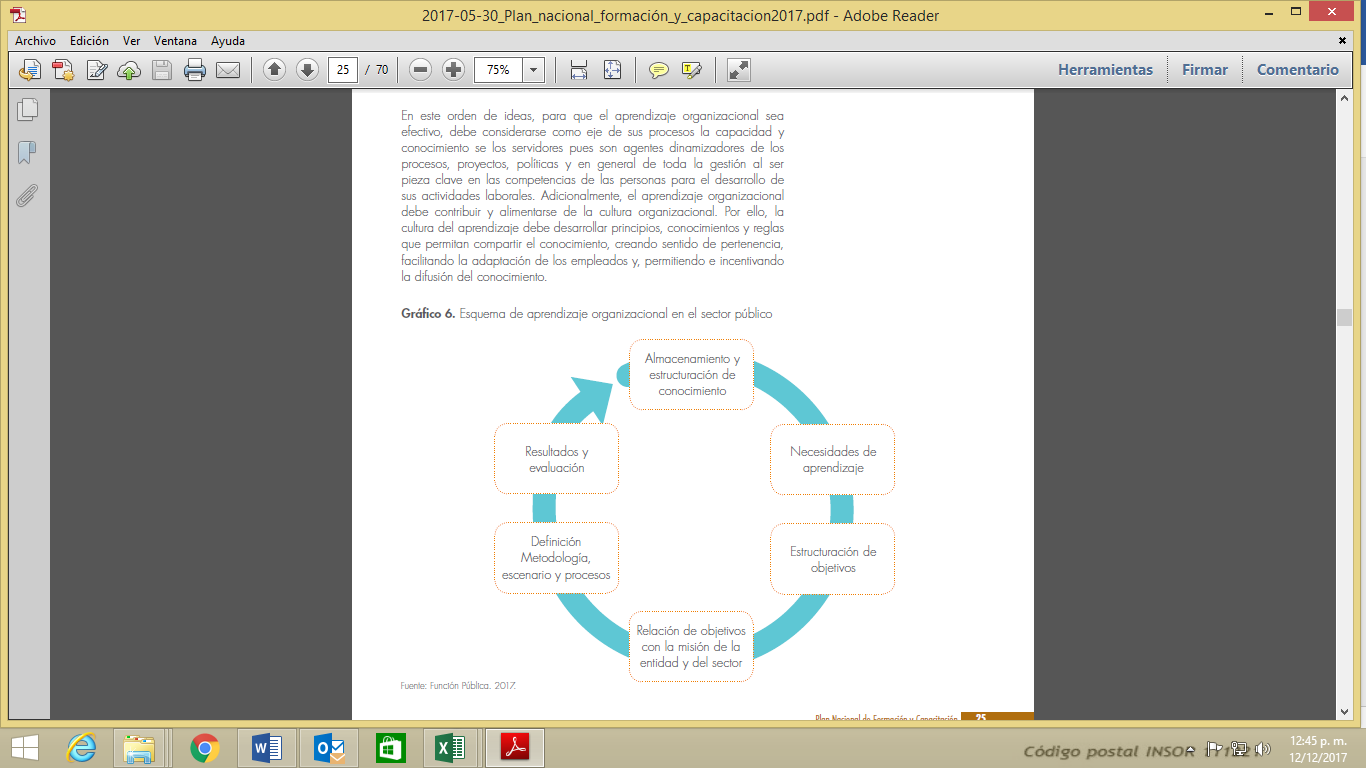 2017-05-30_Plan_nacional_formación_y_capacitacion2017.pdf - Adobe Reader
Archivo Edición Ver Ventana Ayuda
25 / 70 75% Herramientas Firmar Comentario
En este orden de ideas, para que el aprendizaje organizacional sea
efectivo, debe considerarse como eje de sus procesos la capacidad y
conocimiento se los servidores pues son agentes dinamizadores de los
procesos, proyectos, políticas y en general de toda la gestión al ser
pieza clave en las competencias de las personas para el desarrollo de
sus actividades laborales. Adicionalmente, el aprendizaje organizacional
debe contribuir y alimentarse de la cultura organizacional. Por ello, la
cultura del aprendizaje debe desarrollar principios, conocimientos y reglas
que permitan compartir el conocimiento, creando sentido de pertenencia,
facilitando la adaptación de los empleados y, permitiendo e incentivando
la difusión del conocimiento.
Gráfico 6. Esquema de aprendizaje organizacional en el sector público
Almacenamiento y
estructuración de
conocimiento
Necesidades de
aprendizaje
Estructuración de
objetivos
Relación de objetivos
con la misión de la
entidad y del sector
Definición
Metodología,
escenario y procesos
Resultados y
evaluación
Fuente: Función Pública. 2017.
Plan Nacional de Formación y Capacitación 25
Código postal INSOR
12:45 p. m.
12/12/2017